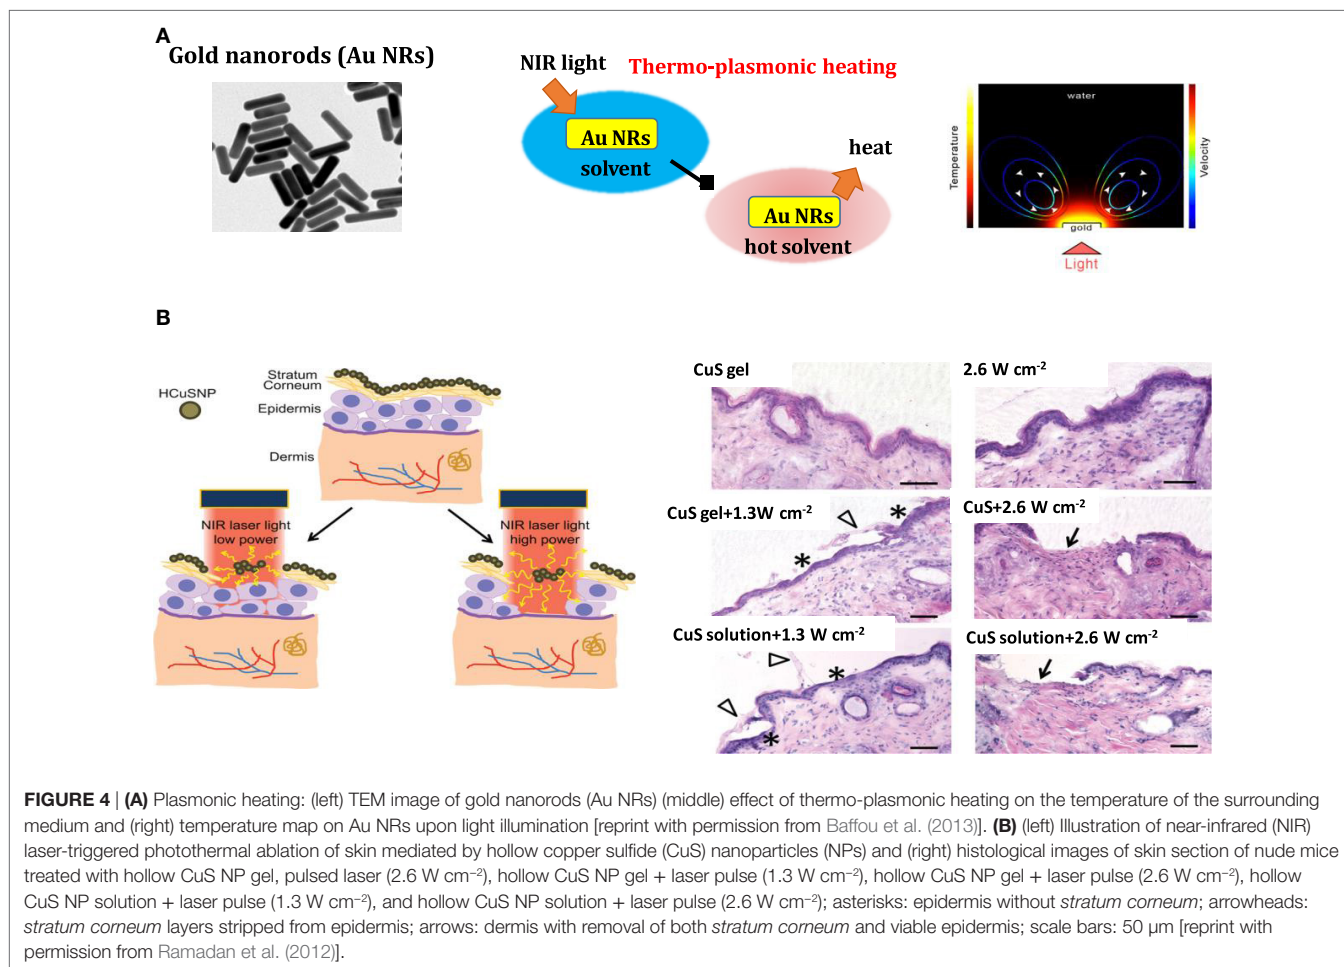 A
Gold nanorods (Au NRs)
NIR light
Thermo-plasmonic heating
Au NRs
solvent
heat
Au NRs
hot solvent
Temperature
water
gold
Velocity
Light
B
HCuSNP
Stratum
Corneum
Epidermis
Dermis
NIR laser light
low power
NIR laser light
high power
CuS gel
2.6 W cm⁻²
CuS gel+1.3W cm⁻²
CuS+2.6 W cm⁻²
CuS solution+1.3 W cm⁻²
CuS solution+2.6 W cm⁻²
FIGURE 4 | (A) Plasmonic heating: (left) TEM image of gold nanorods (Au NRs) (middle) effect of thermo-plasmonic heating on the temperature of the surrounding
medium and (right) temperature map on Au NRs upon light illumination [reprint with permission from Baffou et al. (2013)]. (B) (left) Illustration of near-infrared (NIR)
laser-triggered photothermal ablation of skin mediated by hollow copper sulfide (CuS) nanoparticles (NPs) and (right) histological images of skin section of nude mice
treated with hollow CuS NP gel, pulsed laser (2.6 W cm⁻²), hollow CuS NP gel + laser pulse (1.3 W cm⁻²), hollow CuS NP gel + laser pulse (2.6 W cm⁻²), hollow
CuS NP solution + laser pulse (1.3 W cm⁻²), and hollow CuS NP solution + laser pulse (2.6 W cm⁻²); asterisks: epidermis without stratum corneum; arrowheads:
stratum corneum layers stripped from epidermis; arrows: dermis with removal of both stratum corneum and viable epidermis; scale bars: 50 µm [reprint with
permission from Ramadan et al. (2012)].